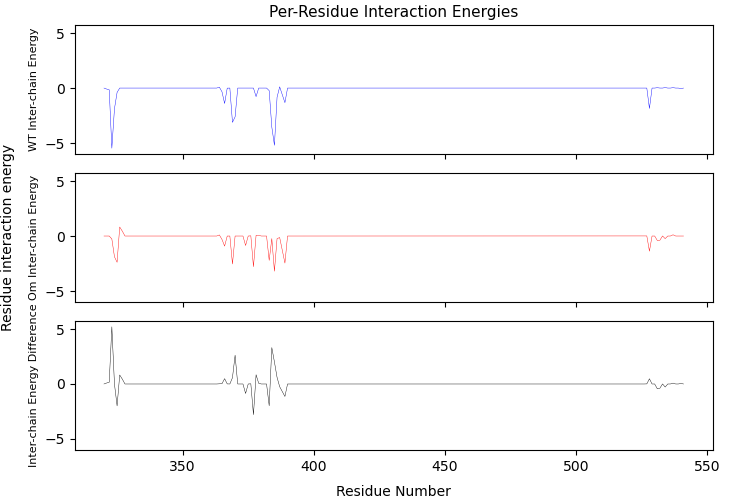 Per-Residue Interaction Energies
Residue interaction energy
WT Inter-chain Energy
5
0
−5
Om Inter-chain Energy
5
0
−5
Inter-chain Energy Difference
5
0
−5
350
400
450
500
550
Residue Number